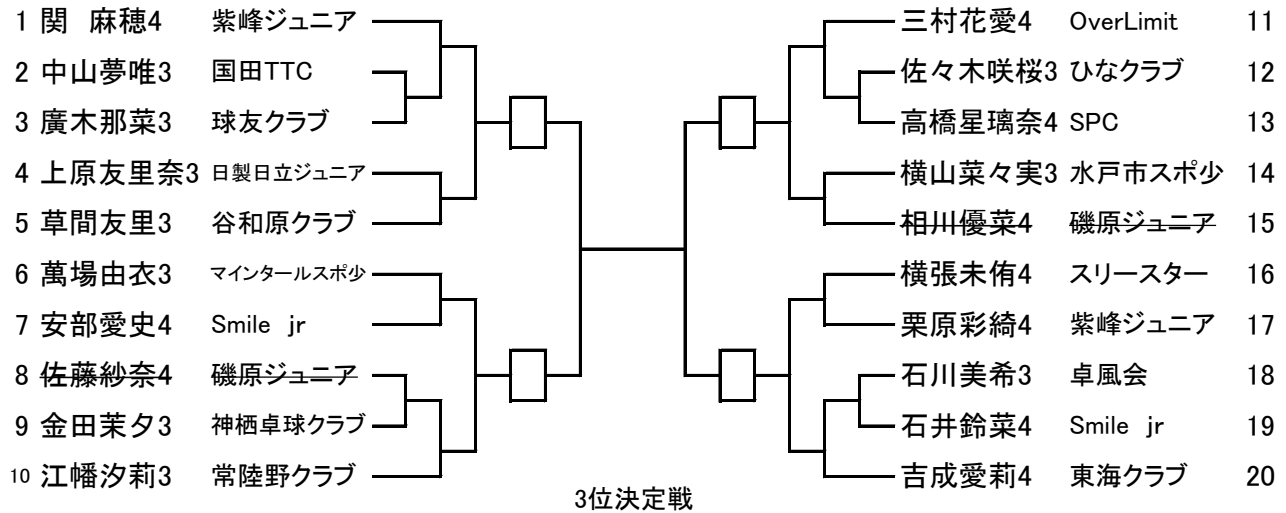 1 関　麻穂4 紫峰ジュニア
2 中山夢唯3 国田TTC
3 廣木那菜3 球友クラブ
4 上原友里奈3 日製日立ジュニア
5 草間友里3 谷和原クラブ
6 萬場由衣3 マインタールスポ少
7 安部愛史4 Smile jr
8 佐藤紗奈4 磯原ジュニア
9 金田茉夕3 神栖卓球クラブ
10 江幡汐莉3 常陸野クラブ
三村花愛4 OverLimit 11
佐々木咲桜3 ひなクラブ 12
高橋星璃奈4 SPC 13
横山菜々実3 水戸市スポ少 14
相川優菜4 磯原ジュニア 15
横張未侑4 スリースター 16
栗原彩綺4 紫峰ジュニア 17
石川美希3 卓風会 18
石井鈴菜4 Smile jr 19
吉成愛莉4 東海クラブ 20
3位決定戦